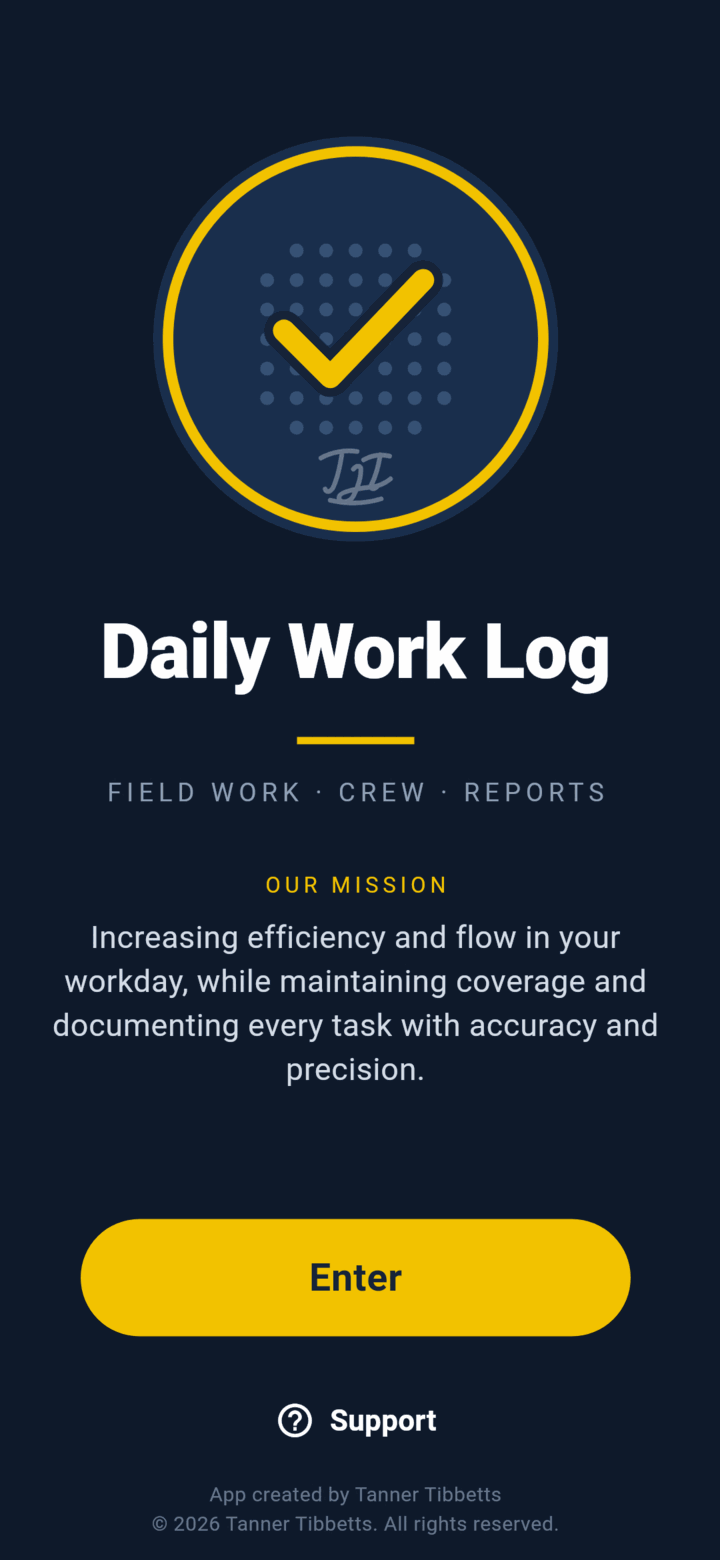 TJT
Daily Work Log
FIELD WORK · CREW · REPORTS
OUR MISSION
Increasing efficiency and flow in your
workday, while maintaining coverage and
documenting every task with accuracy and
precision.
Enter
Support
App created by Tanner Tibbetts
© 2026 Tanner Tibbetts. All rights reserved.